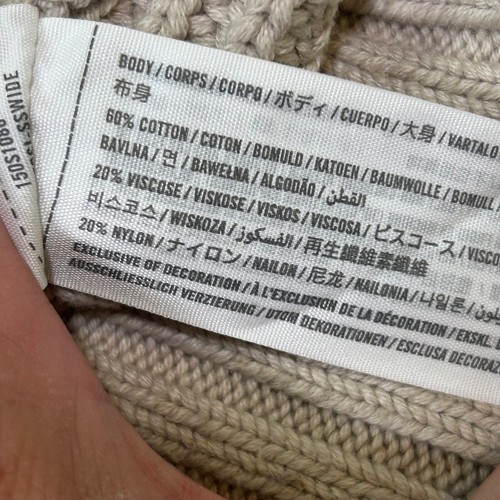 BODY/CORPS/CORPO/ボディ/CUERPO/大身/VARTALO
布身
60% COTTON/COTON/BOMULD/KATOEN/BAUMWOLLE/BOMULL
BAVLNA/면/BAWEŁNA/ALGODÃO/القطن
20% VISCOSE/VISKOSE/VISKOS/VISCOSA/ビスコース/VISCO
비스코스/WISKOZA/الفسكوز/再生纖維素纖維
20% NYLON/ナイロン/NAILON/尼龙/NAILONIA/나일론/
EXCLUSIVE OF DECORATION/À L'EXCLUSION DE LA DÉCORATION/EKSKL.
AUSSCHLIESSLICH VERZIERUNG/UTOM DEKORATIONEN/ESCLUSA DECORAZ
SSWIDE